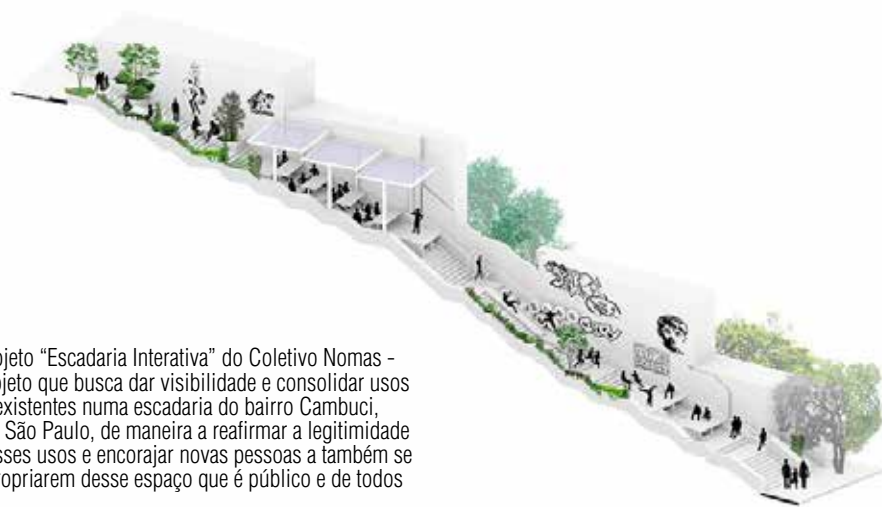 ojeto “Escadaria Interativa” do Coletivo Nomas -
ojeto que busca dar visibilidade e consolidar usos
existentes numa escadaria do bairro Cambuci,
São Paulo, de maneira a reafirmar a legitimidade
sses usos e encorajar novas pessoas a também se
ropriarem desse espaço que é público e de todos